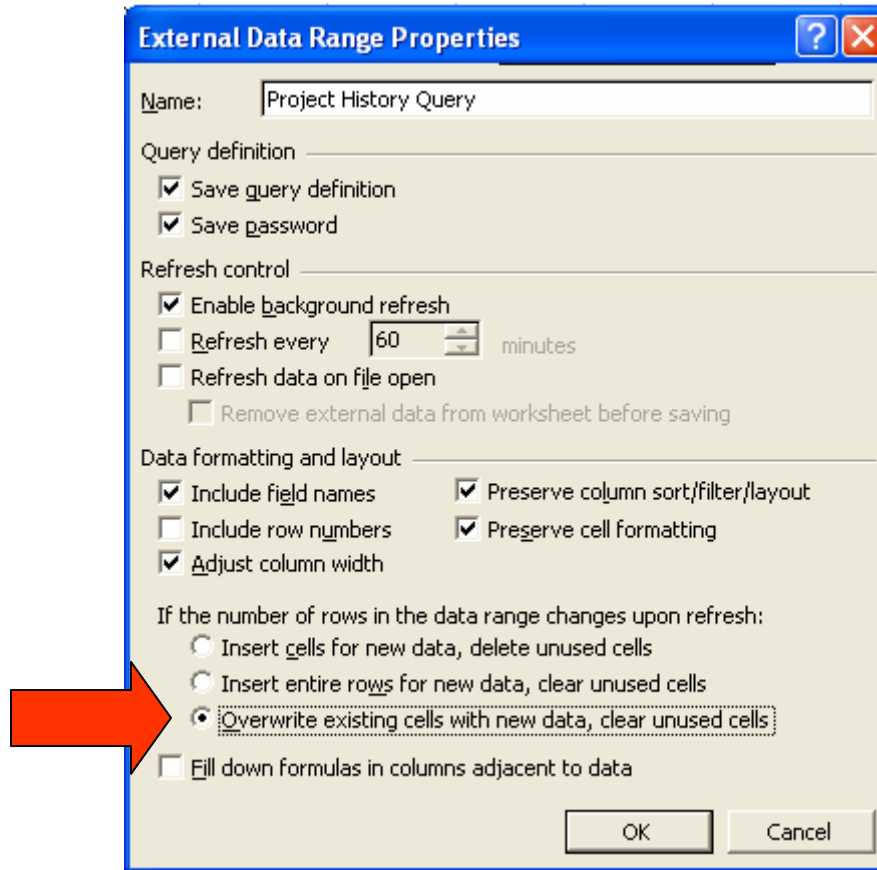 External Data Range Properties
Name: Project History Query
Query definition
Save query definition
Save password
Refresh control
Enable background refresh
Refresh every 60 minutes
Refresh data on file open
Remove external data from worksheet before saving
Data formatting and layout
Include field names Preserve column sort/filter/layout
Include row numbers Preserve cell formatting
Adjust column width
If the number of rows in the data range changes upon refresh:
Insert cells for new data, delete unused cells
Insert entire rows for new data, clear unused cells
Overwrite existing cells with new data, clear unused cells
Fill down formulas in columns adjacent to data
OK Cancel